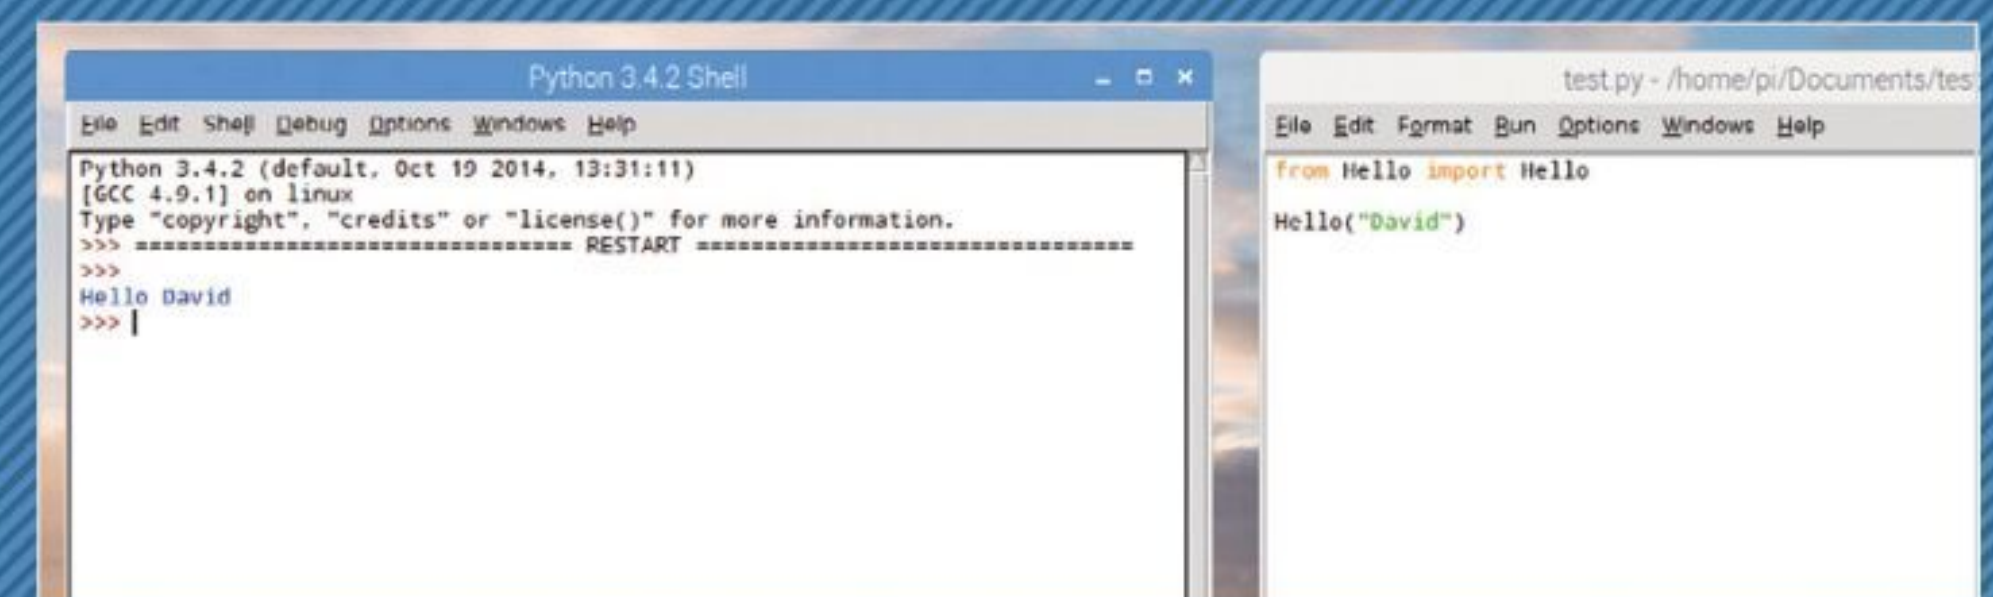 Python 3.4.2 Shell
File Edit Shell Debug Options Windows Help
Python 3.4.2 (default, Oct 19 2014, 13:31:11)
[GCC 4.9.1] on linux
Type "copyright", "credits" or "license()" for more information.
>>> ================================ RESTART ================================
>>>
Hello David
>>>
test.py - /home/pi/Documents/tes
File Edit Format Run Options Windows Help
from Hello import Hello
Hello("David")